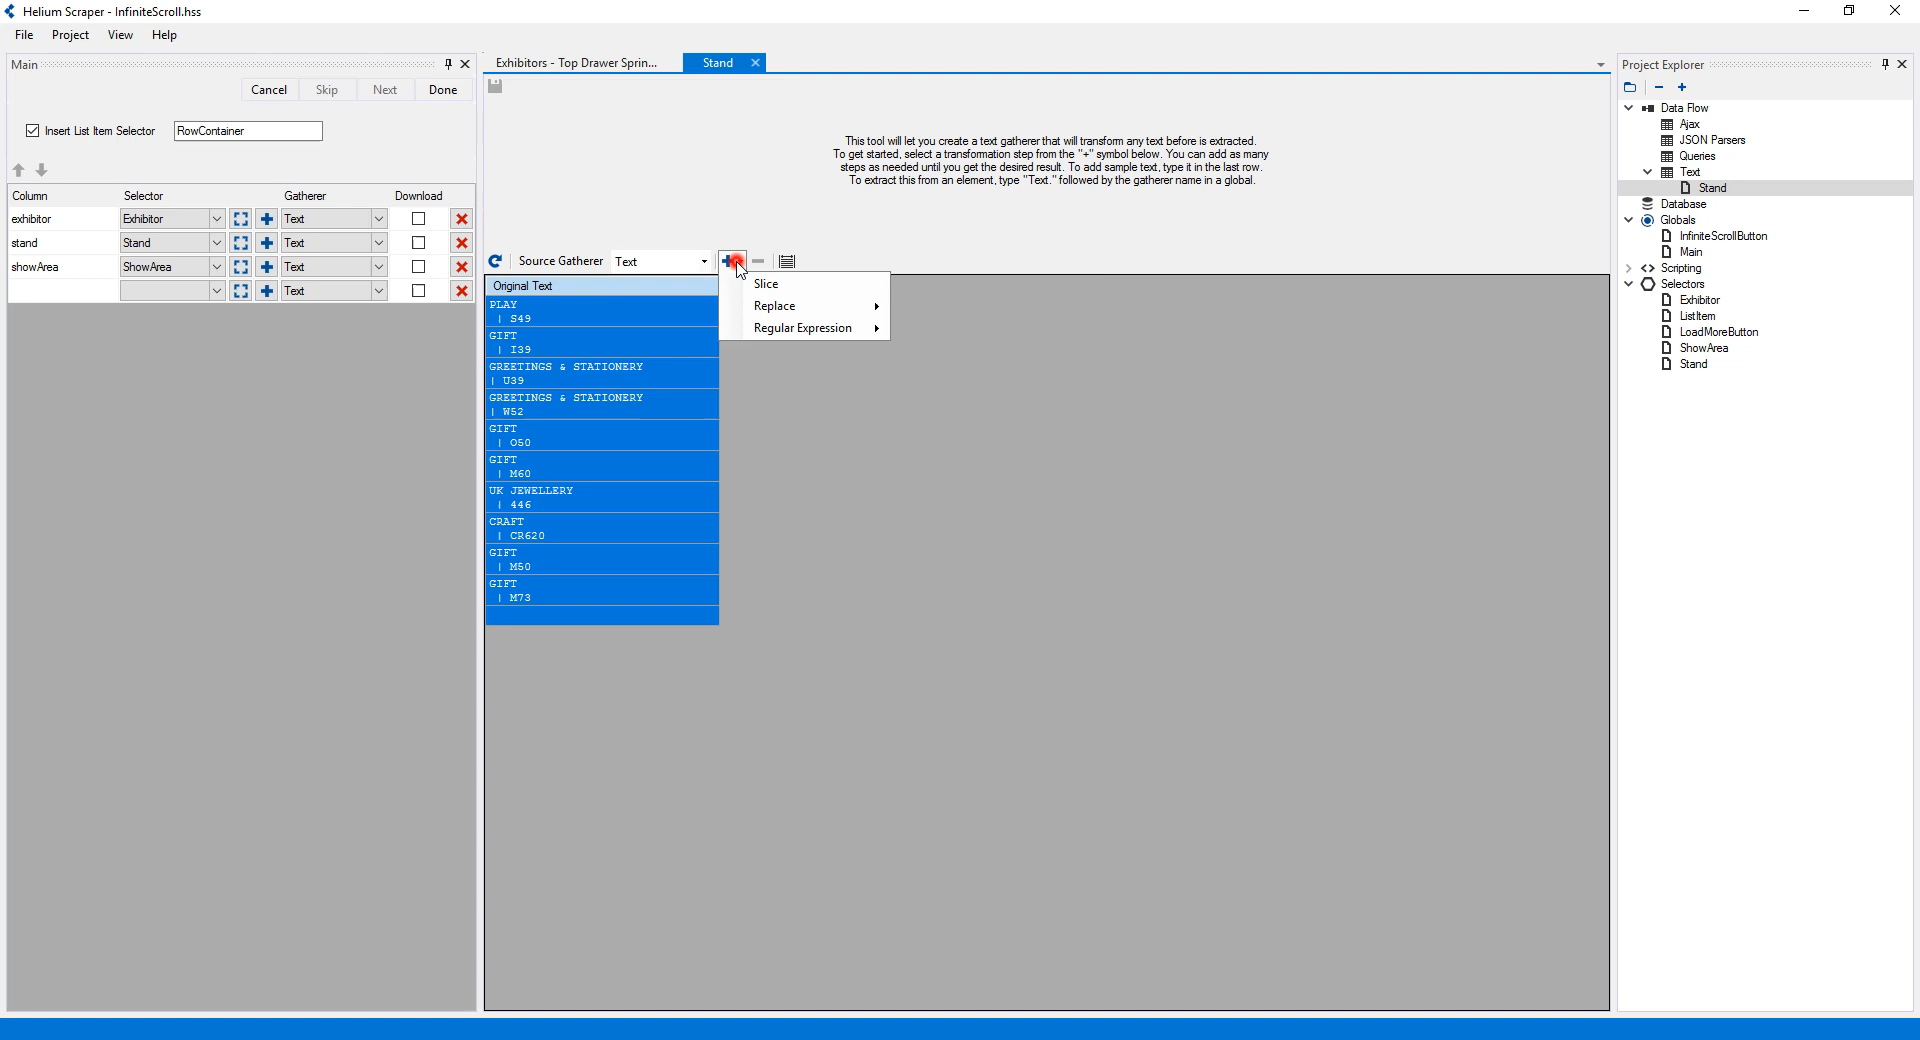 Helium Scraper - InfiniteScroll.hss
File Project View Help
Main
Cancel Skip Next Done
Insert List Item Selector RowContainer
Column Selector Gatherer Download
exhibitor Exhibitor Text
stand Stand Text
showArea ShowArea Text
Text
Exhibitors - Top Drawer Sprin... Stand
This tool will let you create a text gatherer that will transform any text before is extracted.
To get started, select a transformation step from the "+" symbol below. You can add as many
steps as needed until you get the desired result. To add sample text, type it in the last row.
To extract this from an element, type "Text." followed by the gatherer name in a global.
Source Gatherer Text
Slice
Replace
Regular Expression
Original Text
PLAY
| S49
GIFT
| I39
GREETINGS & STATIONERY
| U39
GREETINGS & STATIONERY
| W52
GIFT
| O50
GIFT
| M60
UK JEWELLERY
| 446
CRAFT
| CR620
GIFT
| M50
GIFT
| M73
Project Explorer
Data Flow
Ajax
JSON Parsers
Queries
Text
Stand
Database
Globals
InfiniteScrollButton
Main
Scripting
Selectors
Exhibitor
ListItem
LoadMoreButton
ShowArea
Stand